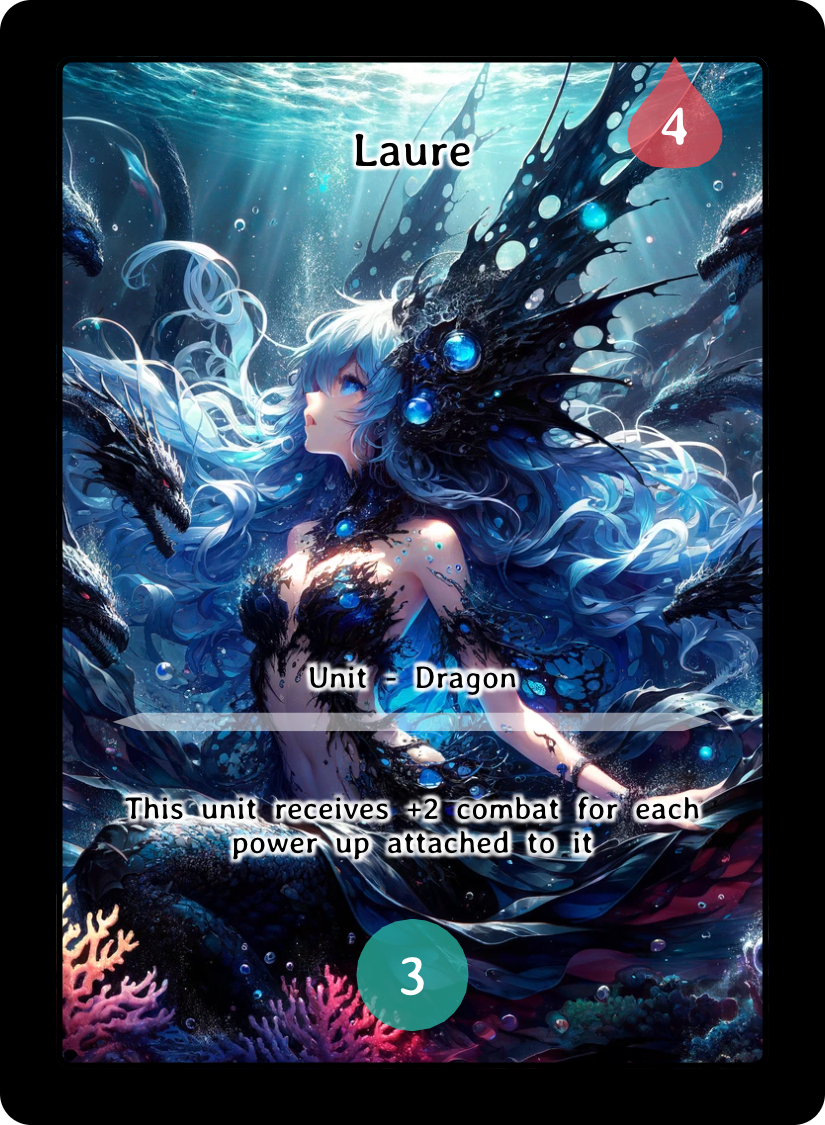 4
Laure
Unit - Dragon
This unit receives +2 combat for each
power up attached to it
3